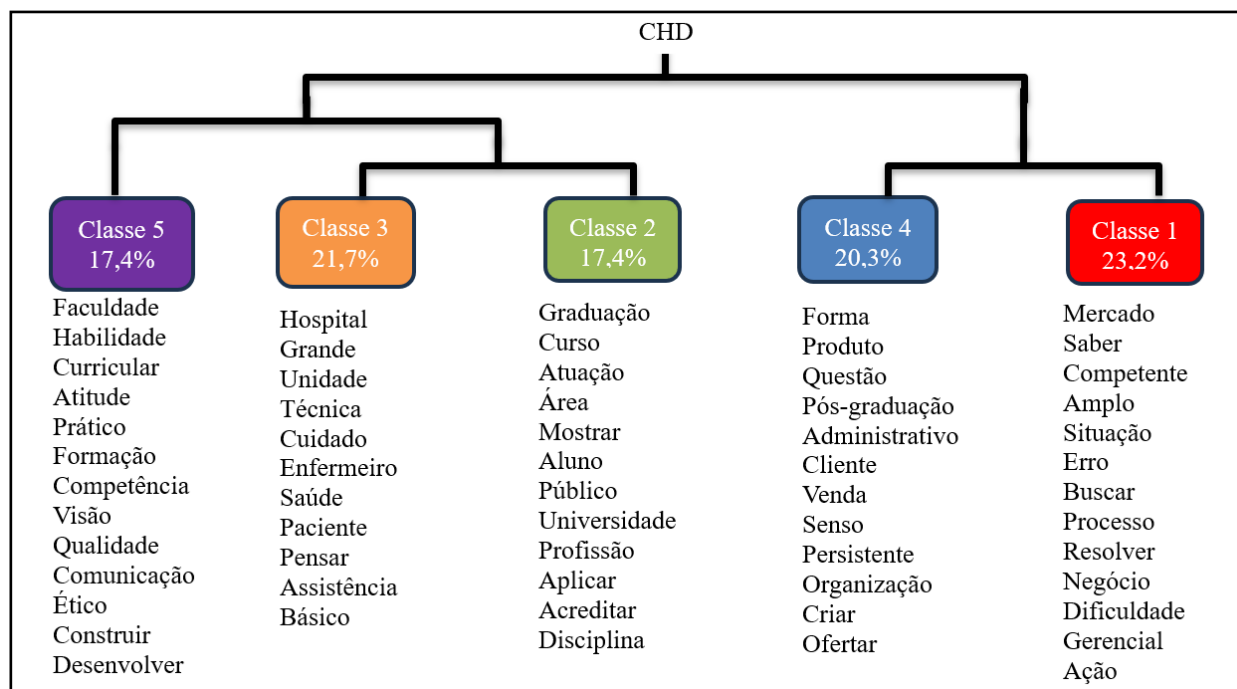 CHD
Classe 5
17,4%
Faculdade
Habilidade
Curricular
Atitude
Prático
Formação
Competência
Visão
Qualidade
Comunicação
Ético
Construir
Desenvolver
Classe 3
21,7%
Hospital
Grande
Unidade
Técnica
Cuidado
Enfermeiro
Saúde
Paciente
Pensar
Assistência
Básico
Classe 2
17,4%
Graduação
Curso
Atuação
Área
Mostrar
Aluno
Público
Universidade
Profissão
Aplicar
Acreditar
Disciplina
Classe 4
20,3%
Forma
Produto
Questão
Pós-graduação
Administrativo
Cliente
Venda
Senso
Persistente
Organização
Criar
Ofertar
Classe 1
23,2%
Mercado
Saber
Competente
Amplo
Situação
Erro
Buscar
Processo
Resolver
Negócio
Dificuldade
Gerencial
Ação